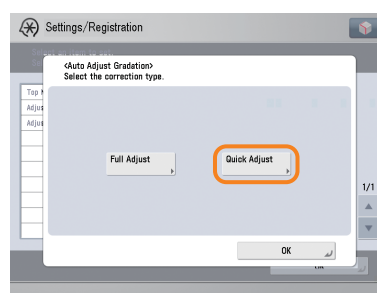 Settings/Registration
<Auto Adjust Gradation>
Select the correction type.
Top
Adjus
Adjus
Full Adjust
Quick Adjust
1/1
OK